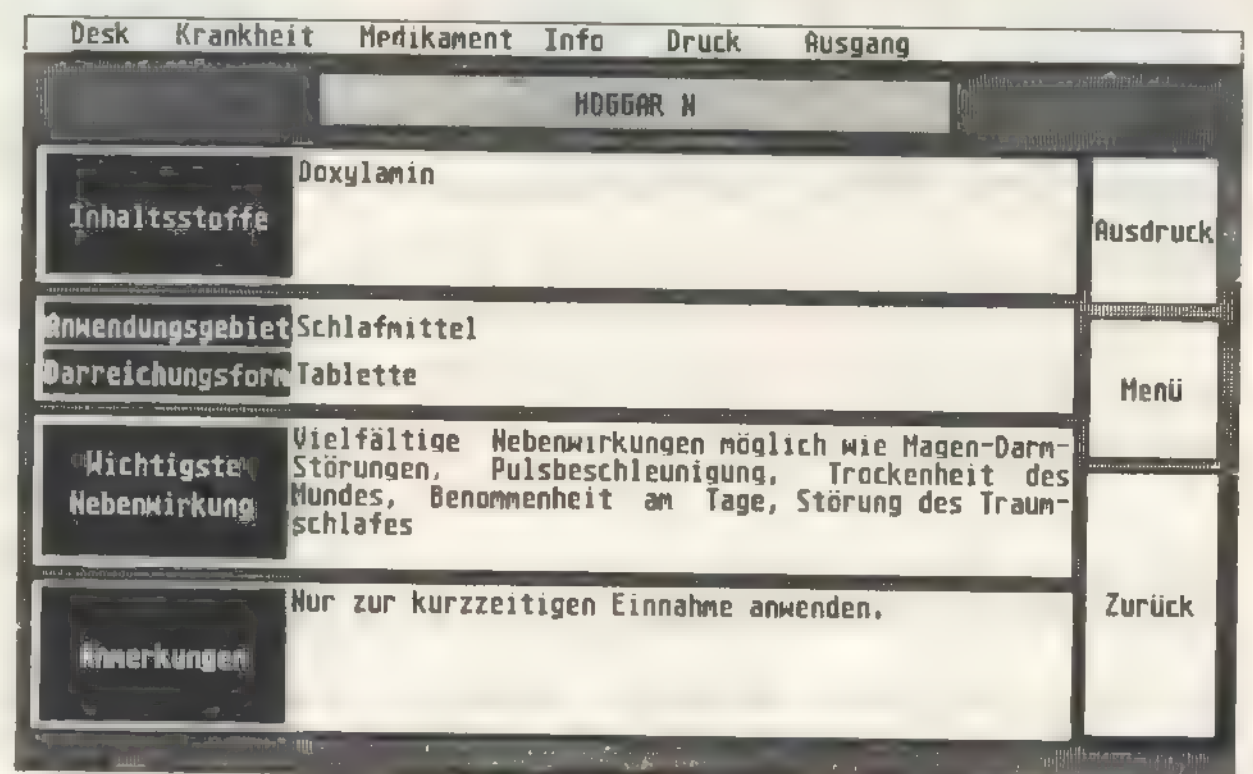 Desk Krankheit Medikament Info Druck Ausgang
HOGGAR N
Inhaltsstoffe
Doxylamin
Ausdruck
Anwendungsgebiet Schlafmittel
Darreichungsform Tablette
Menü
Wichtigste
Nebenwirkung
Vielfältige Nebenwirkungen möglich wie Magen-Darm-
Störungen, Pulsbeschleunigung, Trockenheit des
Mundes, Benommenheit am Tage, Störung des Traum-
schlafes
Anmerkungen
Nur zur kurzzeitigen Einnahme anwenden.
Zurück